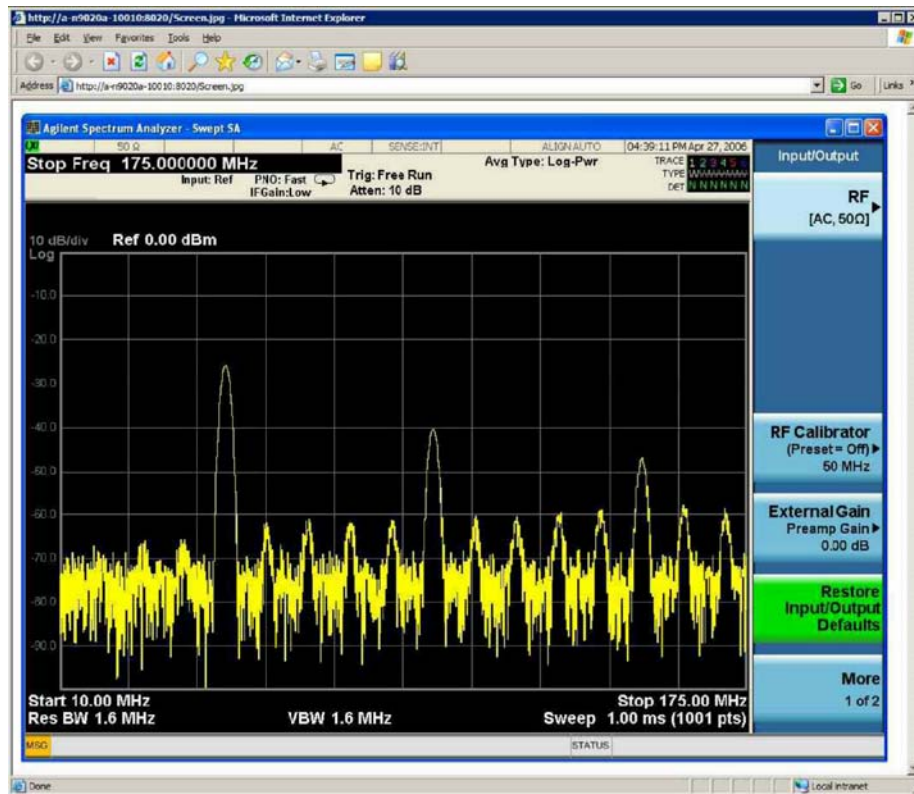 http://a-n9020a-10010:8020/Screen.jpg - Microsoft Internet Explorer
File Edit View Favorites Tools Help
Address http://a-n9020a-10010:8020/Screen.jpg Go Links
Agilent Spectrum Analyzer - Swept SA
50 Ω AC SENSE:INT ALIGN AUTO 04:39:11 PM Apr 27, 2006
Stop Freq 175.000000 MHz
Input: Ref PNO: Fast IFGain:Low
Trig: Free Run
Atten: 10 dB
Avg Type: Log-Pwr
TRACE 1 2 3 4 5 6
TYPE
DET N N N N N N
10 dB/div Ref 0.00 dBm
Log
-10.0
-20.0
-30.0
-40.0
-50.0
-60.0
-70.0
-80.0
-90.0
Start 10.00 MHz Stop 175.00 MHz
Res BW 1.6 MHz VBW 1.6 MHz Sweep 1.00 ms (1001 pts)
MSG STATUS
Input/Output
RF
[AC, 50Ω]
RF Calibrator
(Preset= Off)
50 MHz
External Gain
Preamp Gain
0.00 dB
Restore
Input/Output
Defaults
More
1 of 2
Done Local intranet